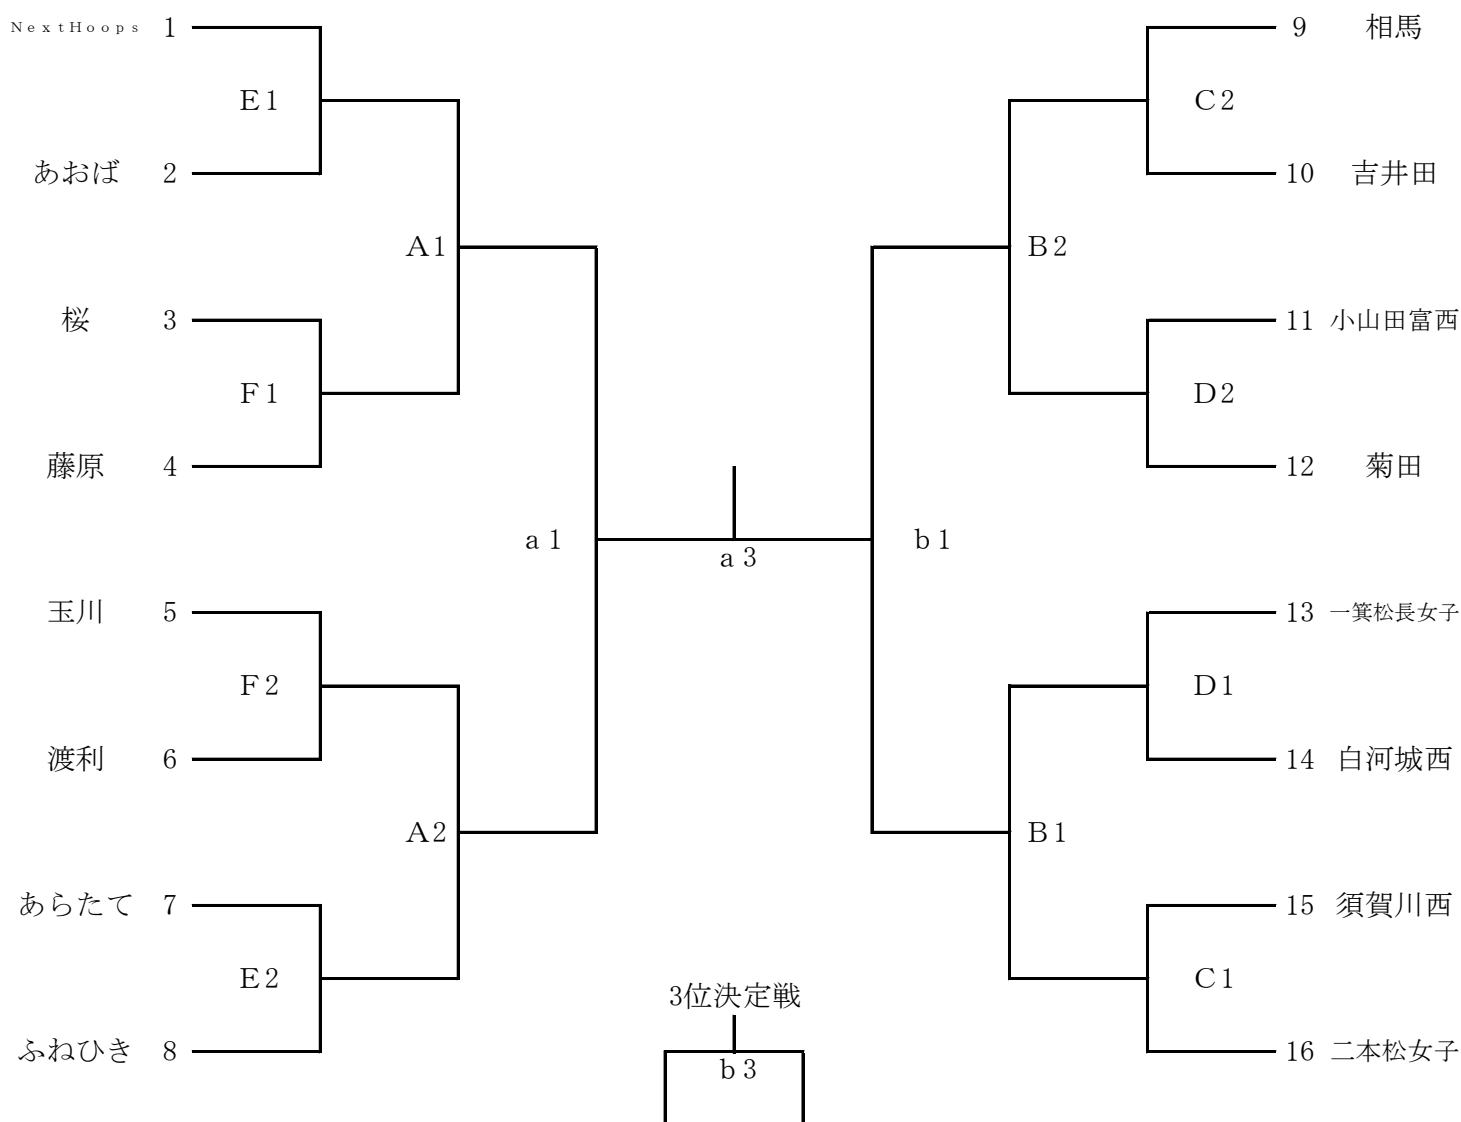 ＮｅｘｔＨｏｏｐｓ 1
Ｅ１
あおば 2
Ａ１
桜 3
Ｆ１
藤原 4
ａ１
玉川 5
Ｆ２
渡利 6
Ａ２
あらたて 7
Ｅ２
ふねひき 8
ａ３
3位決定戦
ｂ３
9 相馬
Ｃ２
10 吉井田
Ｂ２
11 小山田富西
Ｄ２
12 菊田
ｂ１
13 一箕松長女子
Ｄ１
14 白河城西
Ｂ１
15 須賀川西
Ｃ１
16 二本松女子